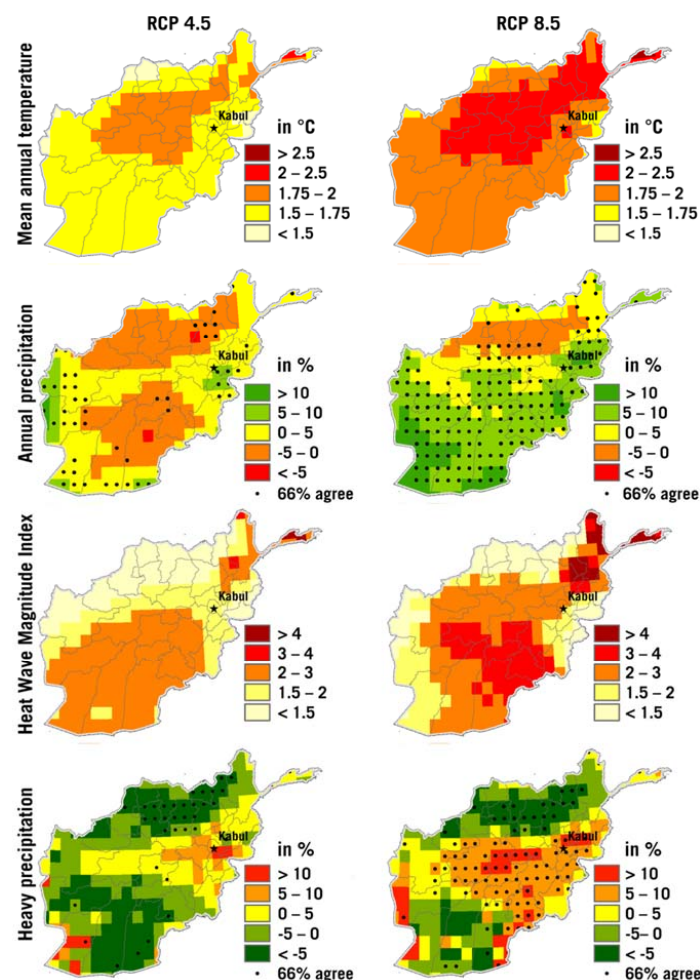 RCP 4.5
RCP 8.5
Mean annual temperature
Kabul
in °C
> 2.5
2 – 2.5
1.75 – 2
1.5 – 1.75
< 1.5
Kabul
in °C
> 2.5
2 – 2.5
1.75 – 2
1.5 – 1.75
< 1.5
Annual precipitation
Kabul
in %
> 10
5 – 10
0 – 5
-5 – 0
< -5
66% agree
Kabul
in %
> 10
5 – 10
0 – 5
-5 – 0
< -5
66% agree
Heat Wave Magnitude Index
Kabul
> 4
3 – 4
2 – 3
1.5 – 2
< 1.5
Kabul
> 4
3 – 4
2 – 3
1.5 – 2
< 1.5
Heavy precipitation
Kabul
in %
> 10
5 – 10
0 – 5
-5 – 0
< -5
66% agree
Kabul
in %
> 10
5 – 10
0 – 5
-5 – 0
< -5
66% agree